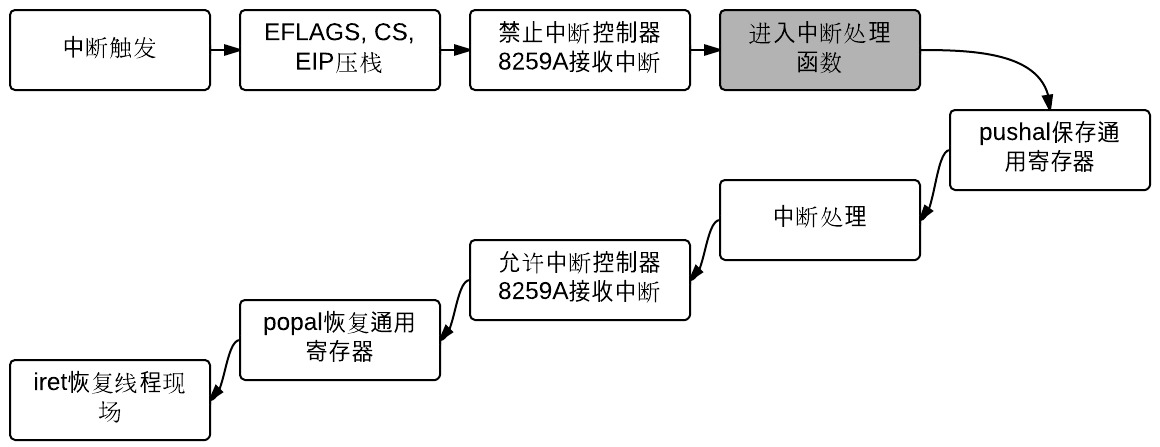 中断触发
EFLAGS, CS,
EIP压栈
禁止中断控制器
8259A接收中断
进入中断处理
函数
pushal保存通
用寄存器
中断处理
允许中断控制器
8259A接收中断
popal恢复通用
寄存器
iret恢复线程现
场